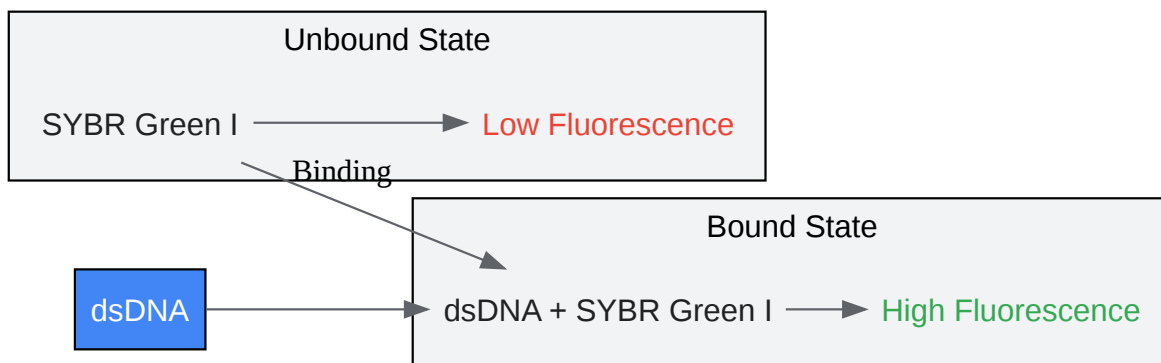 Unbound State
SYBR Green I
Low Fluorescence
Binding
Bound State
dsDNA
dsDNA + SYBR Green I
High Fluorescence